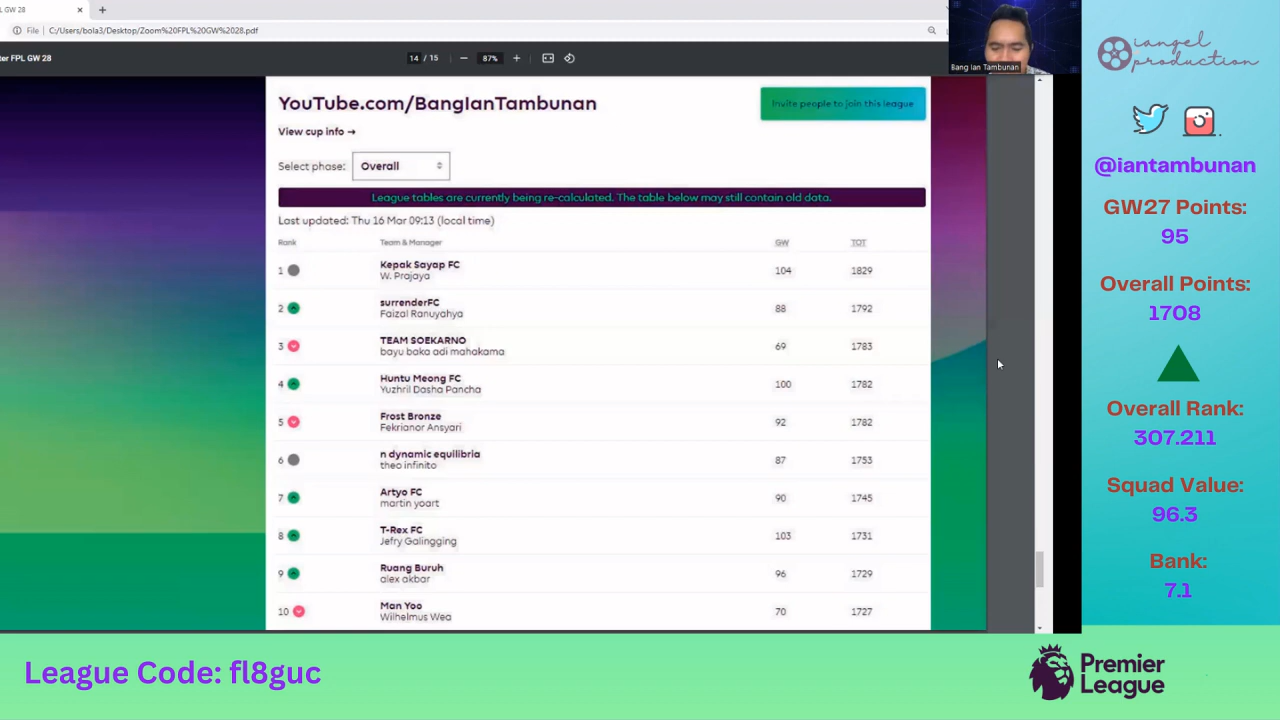 L GW 28
File
C:/Users/bola3/Desktop/Zoom%20FPL%20GW%2028.pdf
ter FPL GW 28
14 / 15
87%
Bang Ian Tambunan
YouTube.com/BangIanTambunan
Invite people to join this league
View cup info →
Select phase: Overall
League tables are currently being re-calculated. The table below may still contain old data.
Last updated: Thu 16 Mar 09:13 (local time)
Rank Team & Manager GW TOT
1 Kepak Sayap FC 104 1829
W. Prajaya
2 surrenderFC 88 1792
Faizal Ranuyahya
3 TEAM SOEKARNO 69 1783
bayu baka adi mahakama
4 Huntu Meong FC 100 1782
Yuzhril Dasha Pancha
5 Frost Bronze 92 1782
Fekrianor Ansyari
6 n dynamic equilibria 87 1753
theo infinito
7 Artyo FC 90 1745
martin yoart
8 T-Rex FC 103 1731
Jefry Galingging
9 Ruang Buruh 96 1729
alex akbar
10 Man Yoo 70 1727
Wilhelmus Wea
iangel
production
@iantambunan
GW27 Points:
95
Overall Points:
1708
Overall Rank:
307.211
Squad Value:
96.3
Bank:
7.1
League Code: fl8guc
Premier
League